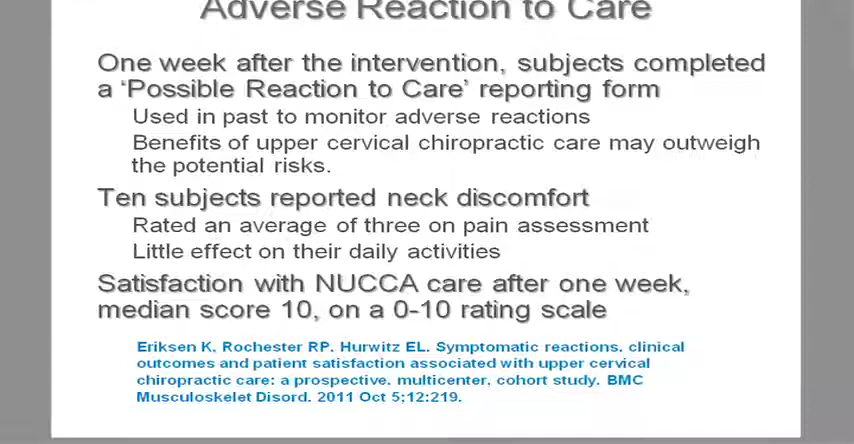 Adverse Reaction to Care
One week after the intervention, subjects completed
a ‘Possible Reaction to Care’ reporting form
Used in past to monitor adverse reactions
Benefits of upper cervical chiropractic care may outweigh
the potential risks.
Ten subjects reported neck discomfort
Rated an average of three on pain assessment
Little effect on their daily activities
Satisfaction with NUCCA care after one week,
median score 10, on a 0-10 rating scale
Eriksen K, Rochester RP, Hurwitz EL. Symptomatic reactions, clinical
outcomes and patient satisfaction associated with upper cervical
chiropractic care: a prospective, multicenter, cohort study. BMC
Musculoskelet Disord. 2011 Oct 5;12:219.